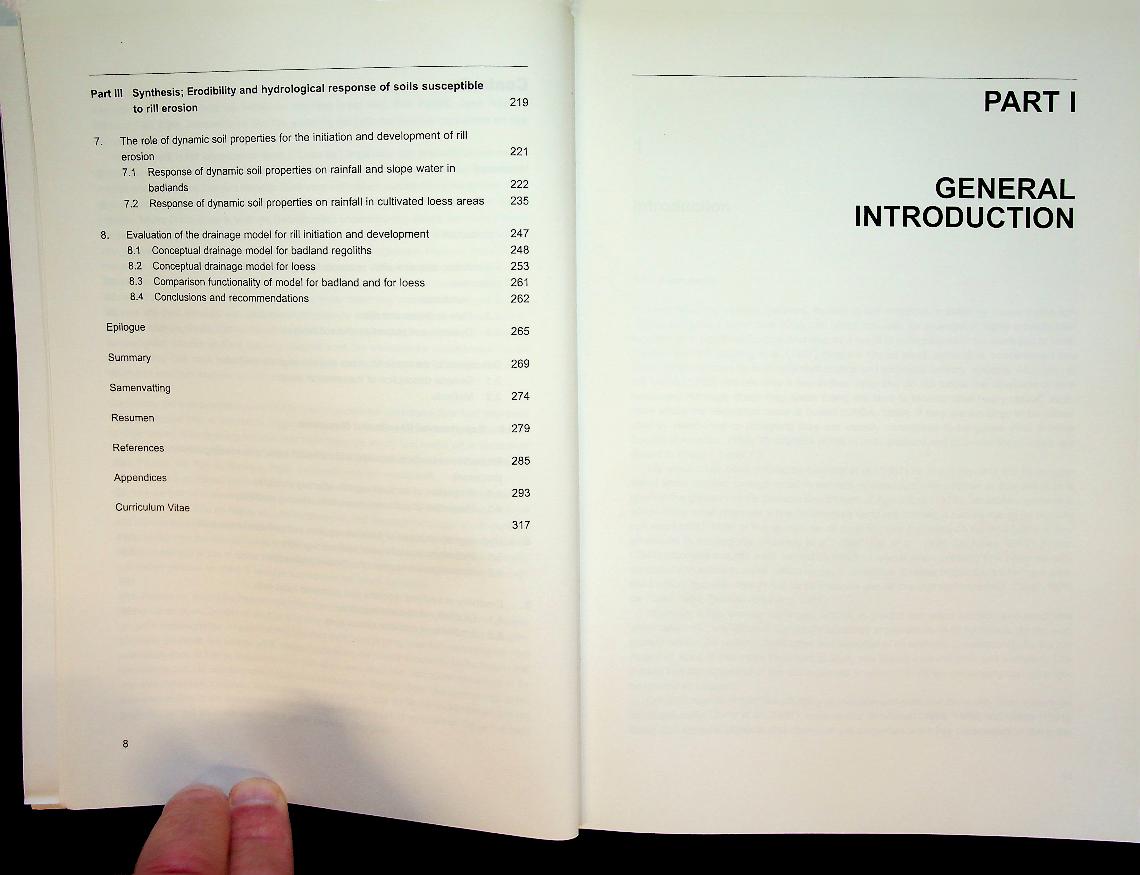 Part III Synthesis; Erodibility and hydrological response of soils susceptible
to rill erosion 219
7. The role of dynamic soil properties for the initiation and development of rill
erosion 221
7.1 Response of dynamic soil properties on rainfall and slope water in
badlands 222
7.2 Response of dynamic soil properties on rainfall in cultivated loess areas 235
8. Evaluation of the drainage model for rill initiation and development 247
8.1 Conceptual drainage model for badland regoliths 248
8.2 Conceptual drainage model for loess 253
8.3 Comparison functionality of model for badland and for loess 261
8.4 Conclusions and recommendations 262
Epilogue 265
Summary 269
Samenvatting 274
Resumen 279
References 285
Appendices 293
Curriculum Vitae 317
8
PART I
GENERAL
INTRODUCTION